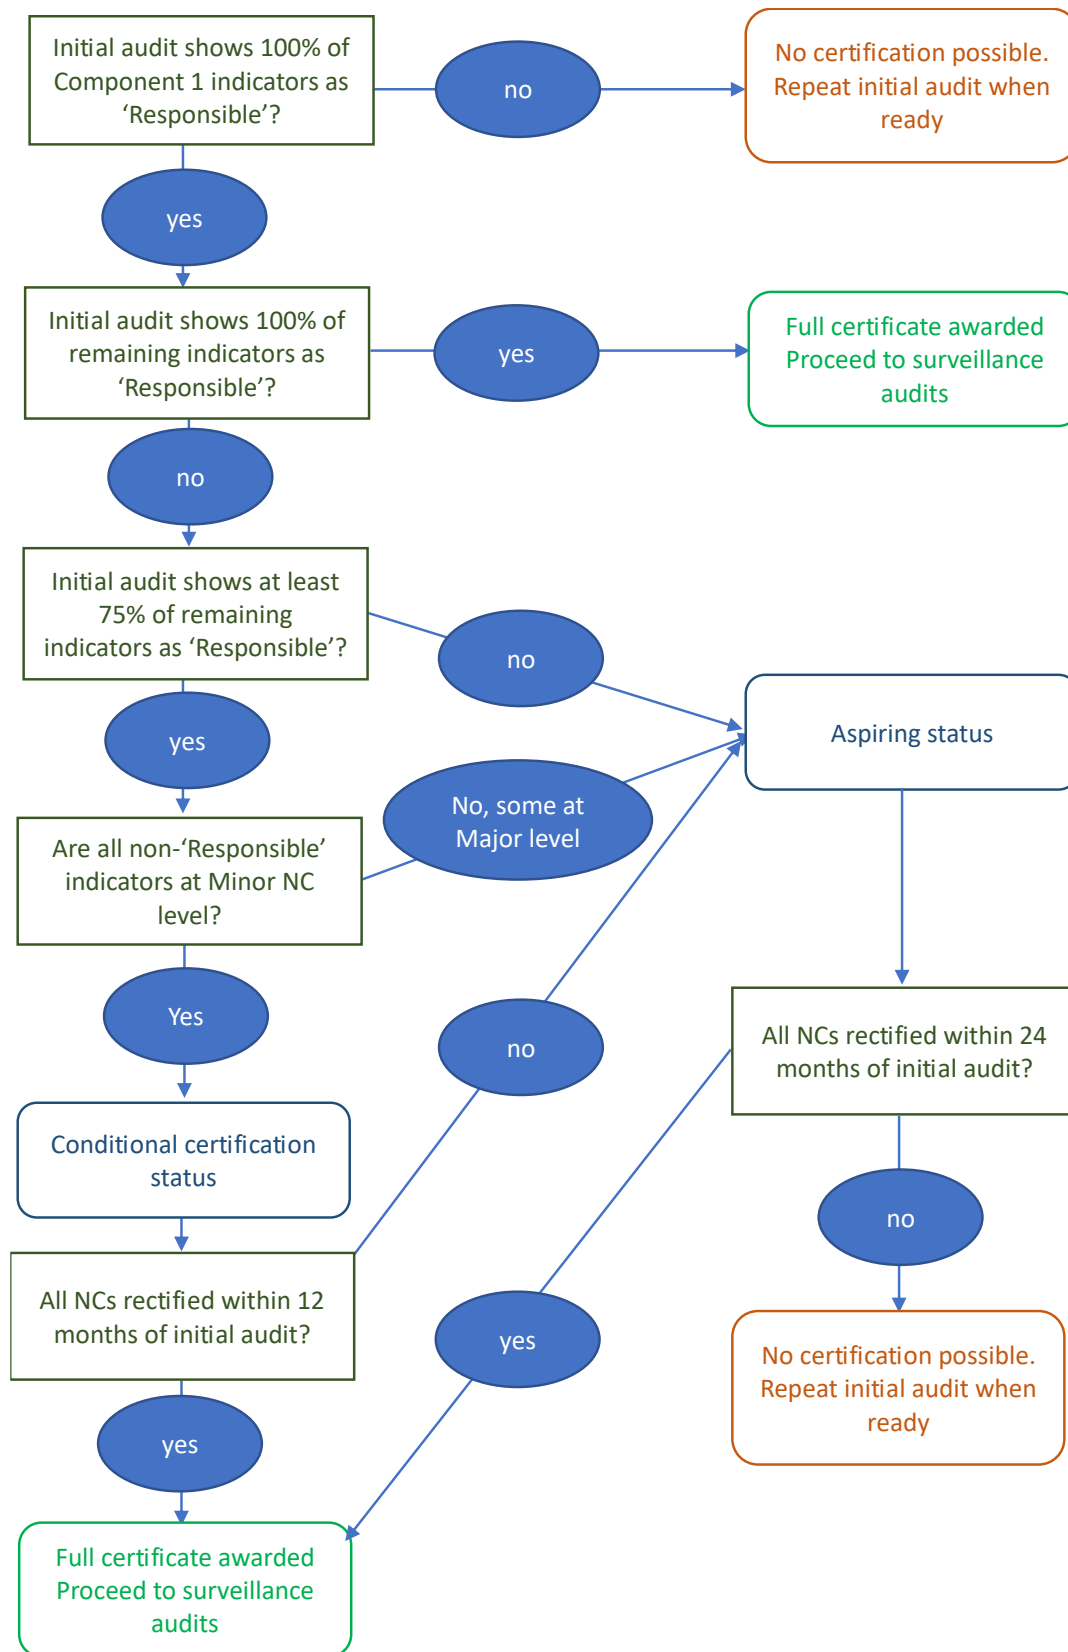 Initial audit shows 100% of
Component 1 indicators as
‘Responsible’?
no
No certification possible.
Repeat initial audit when
ready
yes
Initial audit shows 100% of
remaining indicators as
‘Responsible’?
yes
Full certificate awarded
Proceed to surveillance
audits
no
Initial audit shows at least
75% of remaining
indicators as ‘Responsible’?
no
yes
Aspiring status
No, some at
Major level
Are all non-‘Responsible’
indicators at Minor NC
level?
Yes
no
All NCs rectified within 24
months of initial audit?
Conditional certification
status
no
All NCs rectified within 12
months of initial audit?
yes
No certification possible.
Repeat initial audit when
ready
yes
Full certificate awarded
Proceed to surveillance
audits